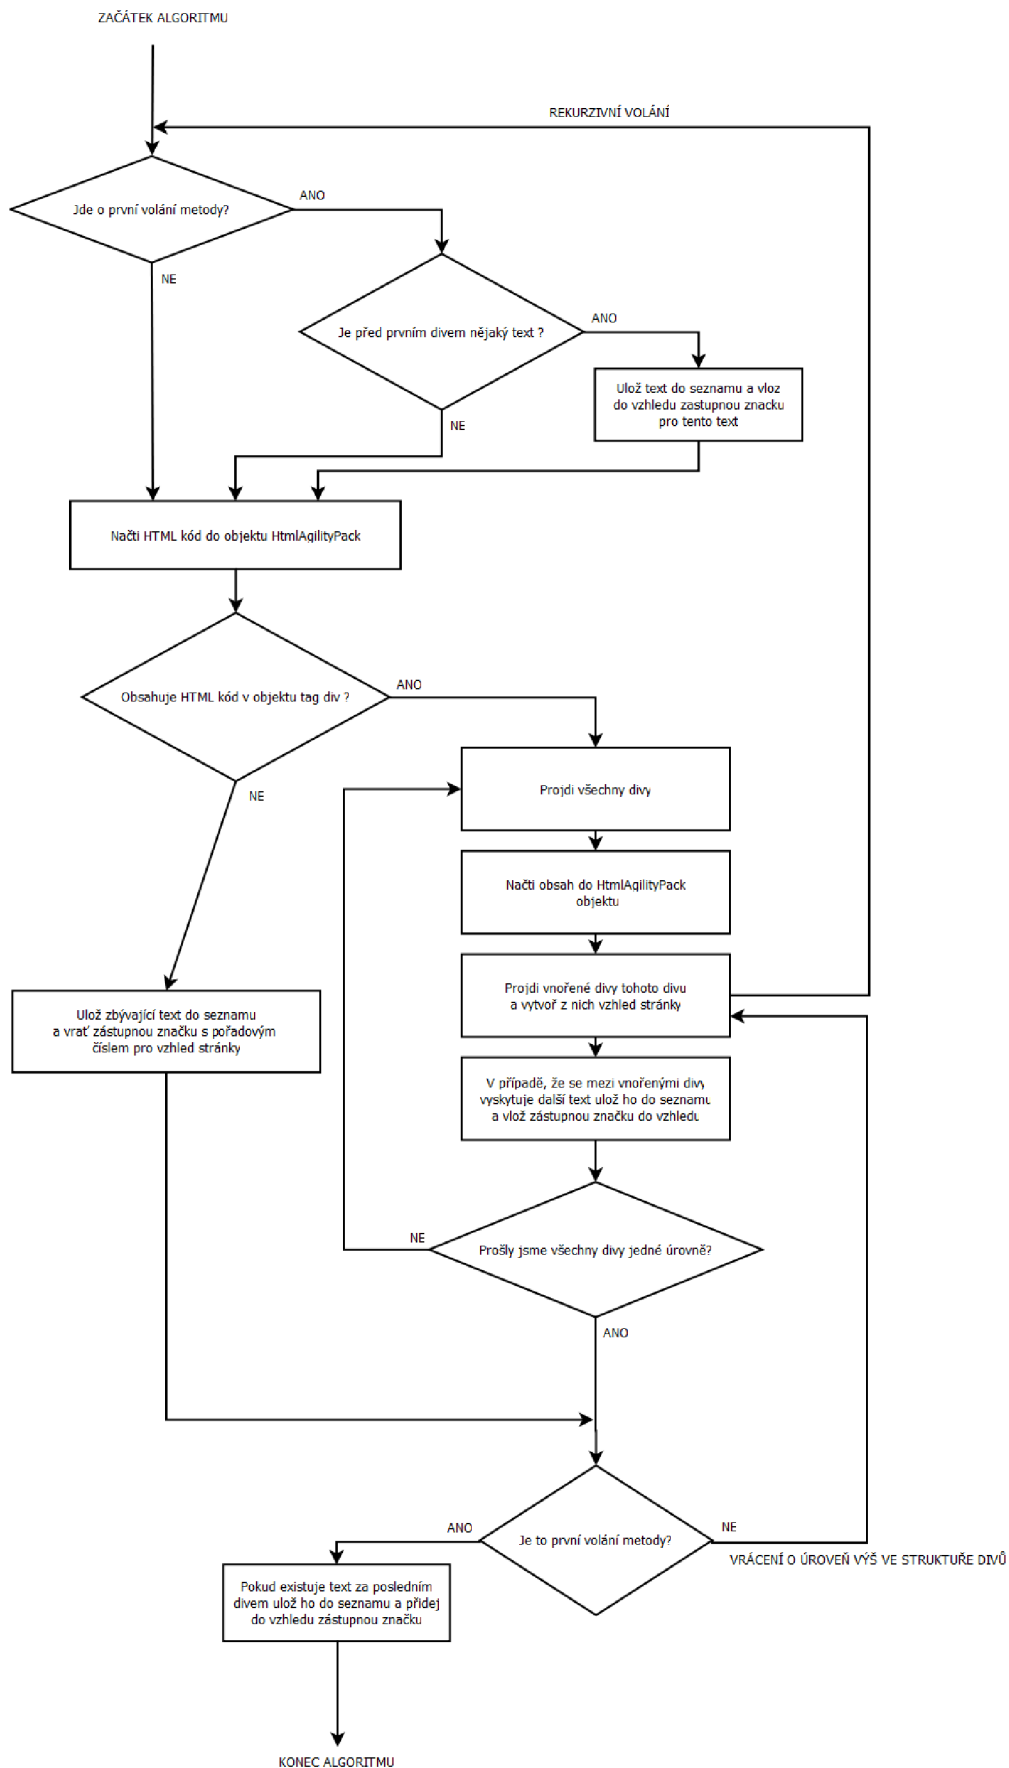 ZAČÁTEK ALGORITMU
REKURZIVNÍ VOLÁNÍ
Jde o první volání metody?
ANO
NE
Je před prvním divem nějaký text ?
ANO
Ulož text do seznamu a vloz
do vzhledu zastupnou znacku
pro tento text
NE
Načti HTML kód do objektu HtmlAgilityPack
Obsahuje HTML kód v objektu tag div ?
ANO
NE
Projdi všechny divy
Načti obsah do HtmlAgilityPack
objektu
Projdi vnořené divy tohoto divu
a vytvoř z nich vzhled stránky
Ulož zbývající text do seznamu
a vrať zástupnou značku s pořadovým
číslem pro vzhled stránky
V případě, že se mezi vnořenými divy
vyskytuje další text ulož ho do seznamu
a vlož zástupnou značku do vzhledu
NE
Prošly jsme všechny divy jedné úrovně?
ANO
ANO
Je to první volání metody?
NE
VRÁCENÍ O ÚROVEŇ VÝŠ VE STRUKTUŘE DIVŮ
Pokud existuje text za posledním
divem ulož ho do seznamu a přidej
do vzhledu zástupnou značku
KONEC ALGORITMU